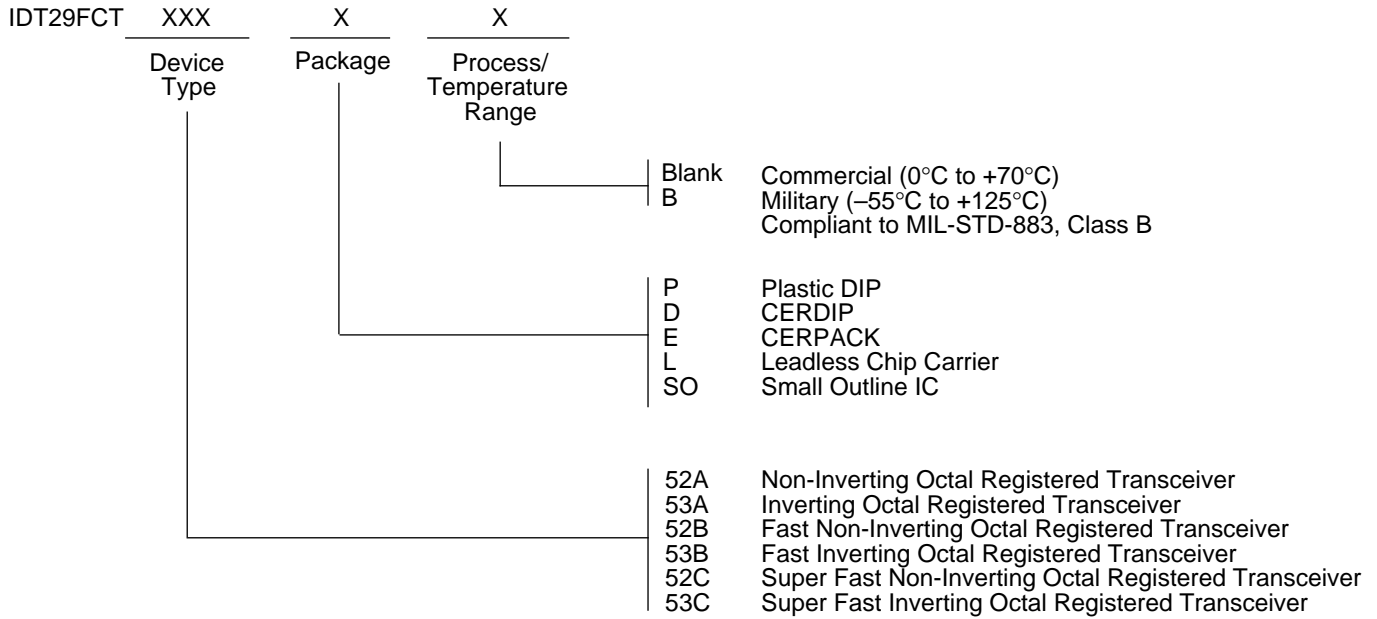 IDT29FCT XXX X X
Device Type
Package
Process/ Temperature Range
Blank Commercial (0°C to +70°C)
B Military (–55°C to +125°C)
Compliant to MIL-STD-883, Class B
P Plastic DIP
D CERDIP
E CERPACK
L Leadless Chip Carrier
SO Small Outline IC
52A Non-Inverting Octal Registered Transceiver
53A Inverting Octal Registered Transceiver
52B Fast Non-Inverting Octal Registered Transceiver
53B Fast Inverting Octal Registered Transceiver
52C Super Fast Non-Inverting Octal Registered Transceiver
53C Super Fast Inverting Octal Registered Transceiver